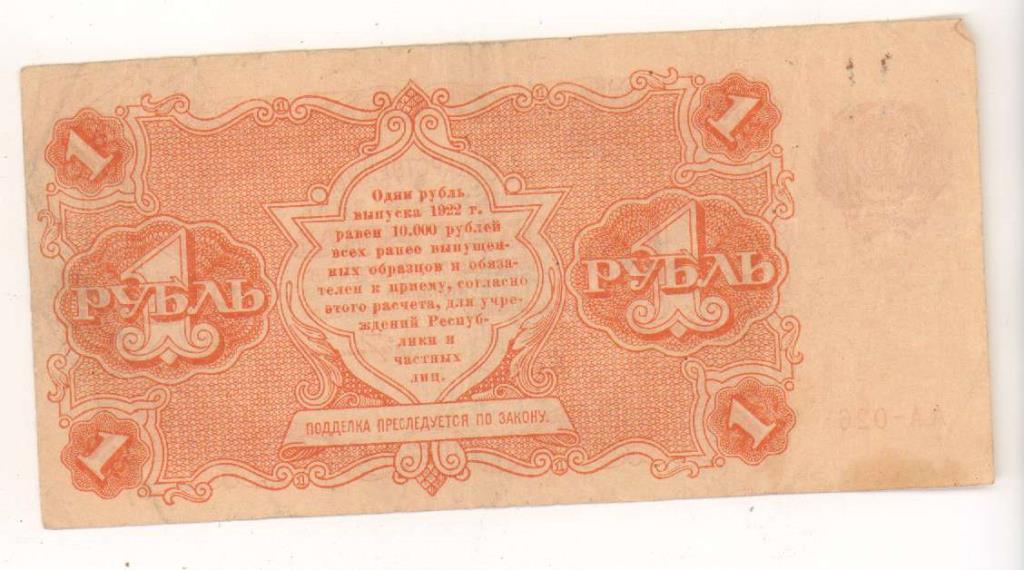 1
1
Один рубль
выпуска 1922 г.
равен 10.000 рублей
всех ранее выпущен-
ных образцов и обяза-
телен к приему, согласно
этого расчета, для учре-
ждений Респуб-
лики и
частных
лиц.
1 РУБЛЬ
1 РУБЛЬ
ПОДДЕЛКА ПРЕСЛЕДУЕТСЯ ПО ЗАКОНУ.
1
1
АА-026